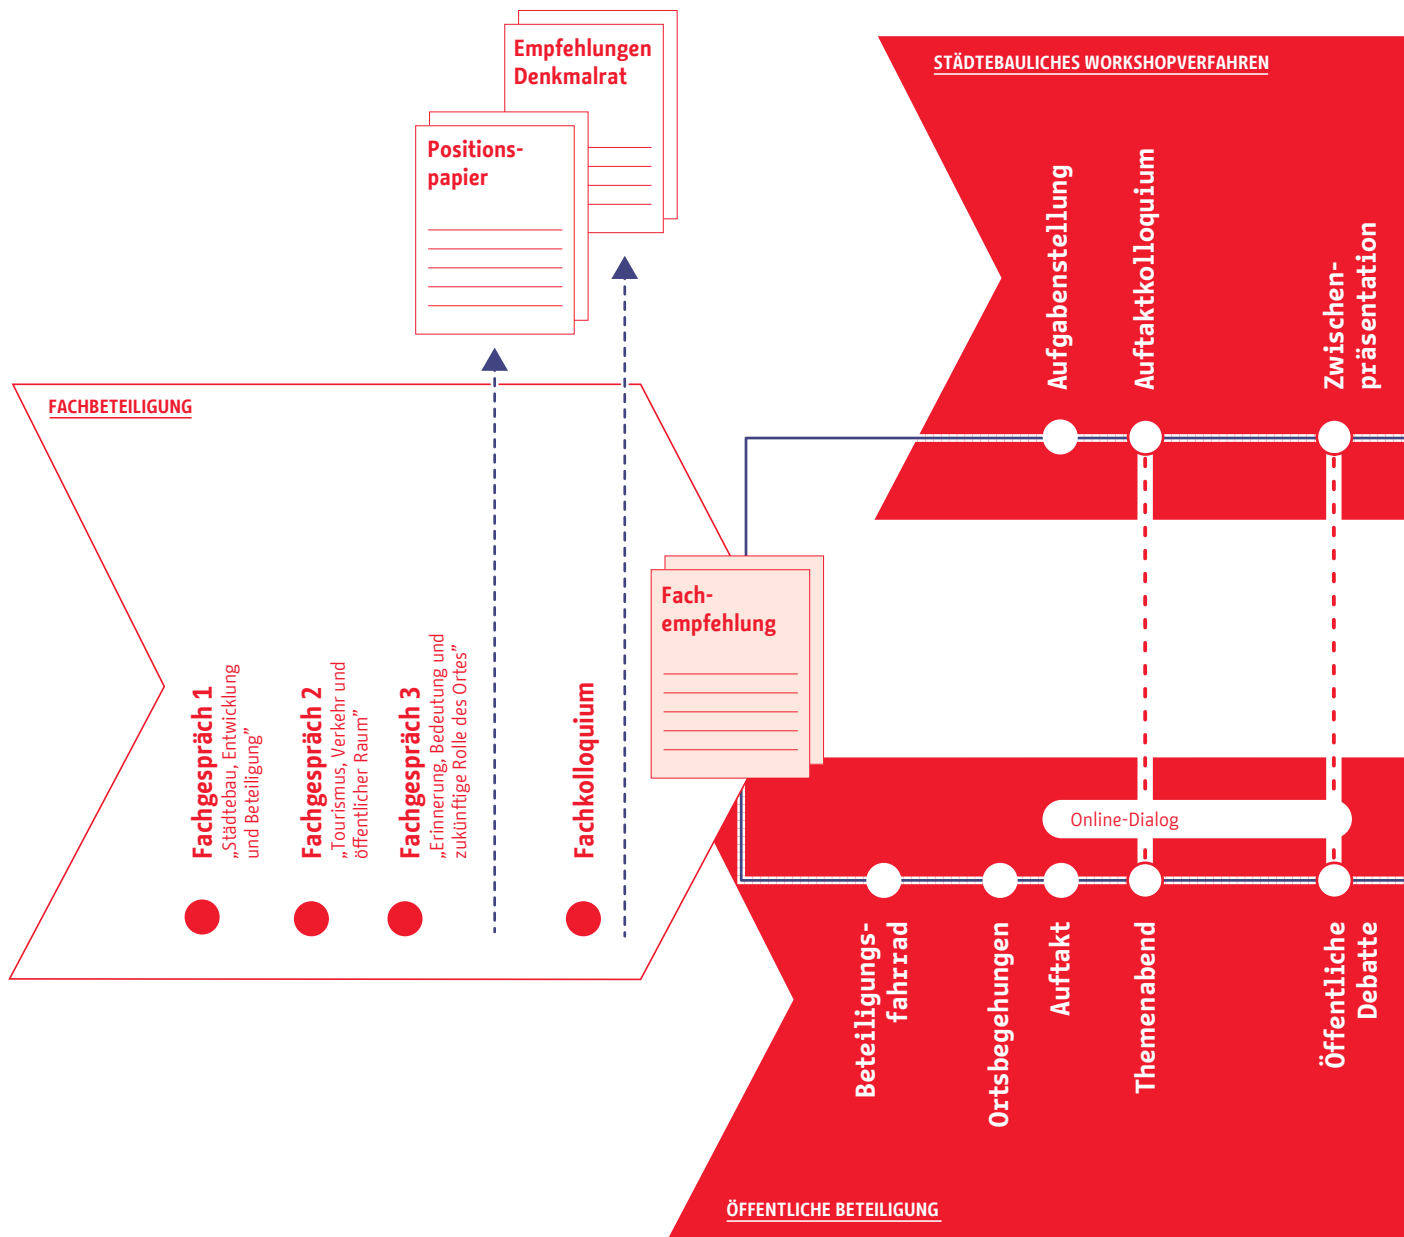 Empfehlungen
Denkmalrat
Positions-
papier
STÄDTEBAULICHES WORKSHOPVERFAHREN
Aufgabenstellung
Auftaktkolloquium
Zwischen-
präsentation
FACHBETEILIGUNG
Fachgespräch 1
„Städtebau, Entwicklung
und Beteiligung”
Fachgespräch 2
„Tourismus, Verkehr und
öffentlicher Raum”
Fachgespräch 3
„Erinnerung, Bedeutung und
zukünftige Rolle des Ortes”
Fachkolloquium
Fach-
empfehlung
Online-Dialog
Beteiligungs-
fahrrad
Ortsbegehungen
Auftakt
Themenabend
Öffentliche
Debatte
ÖFFENTLICHE BETEILIGUNG